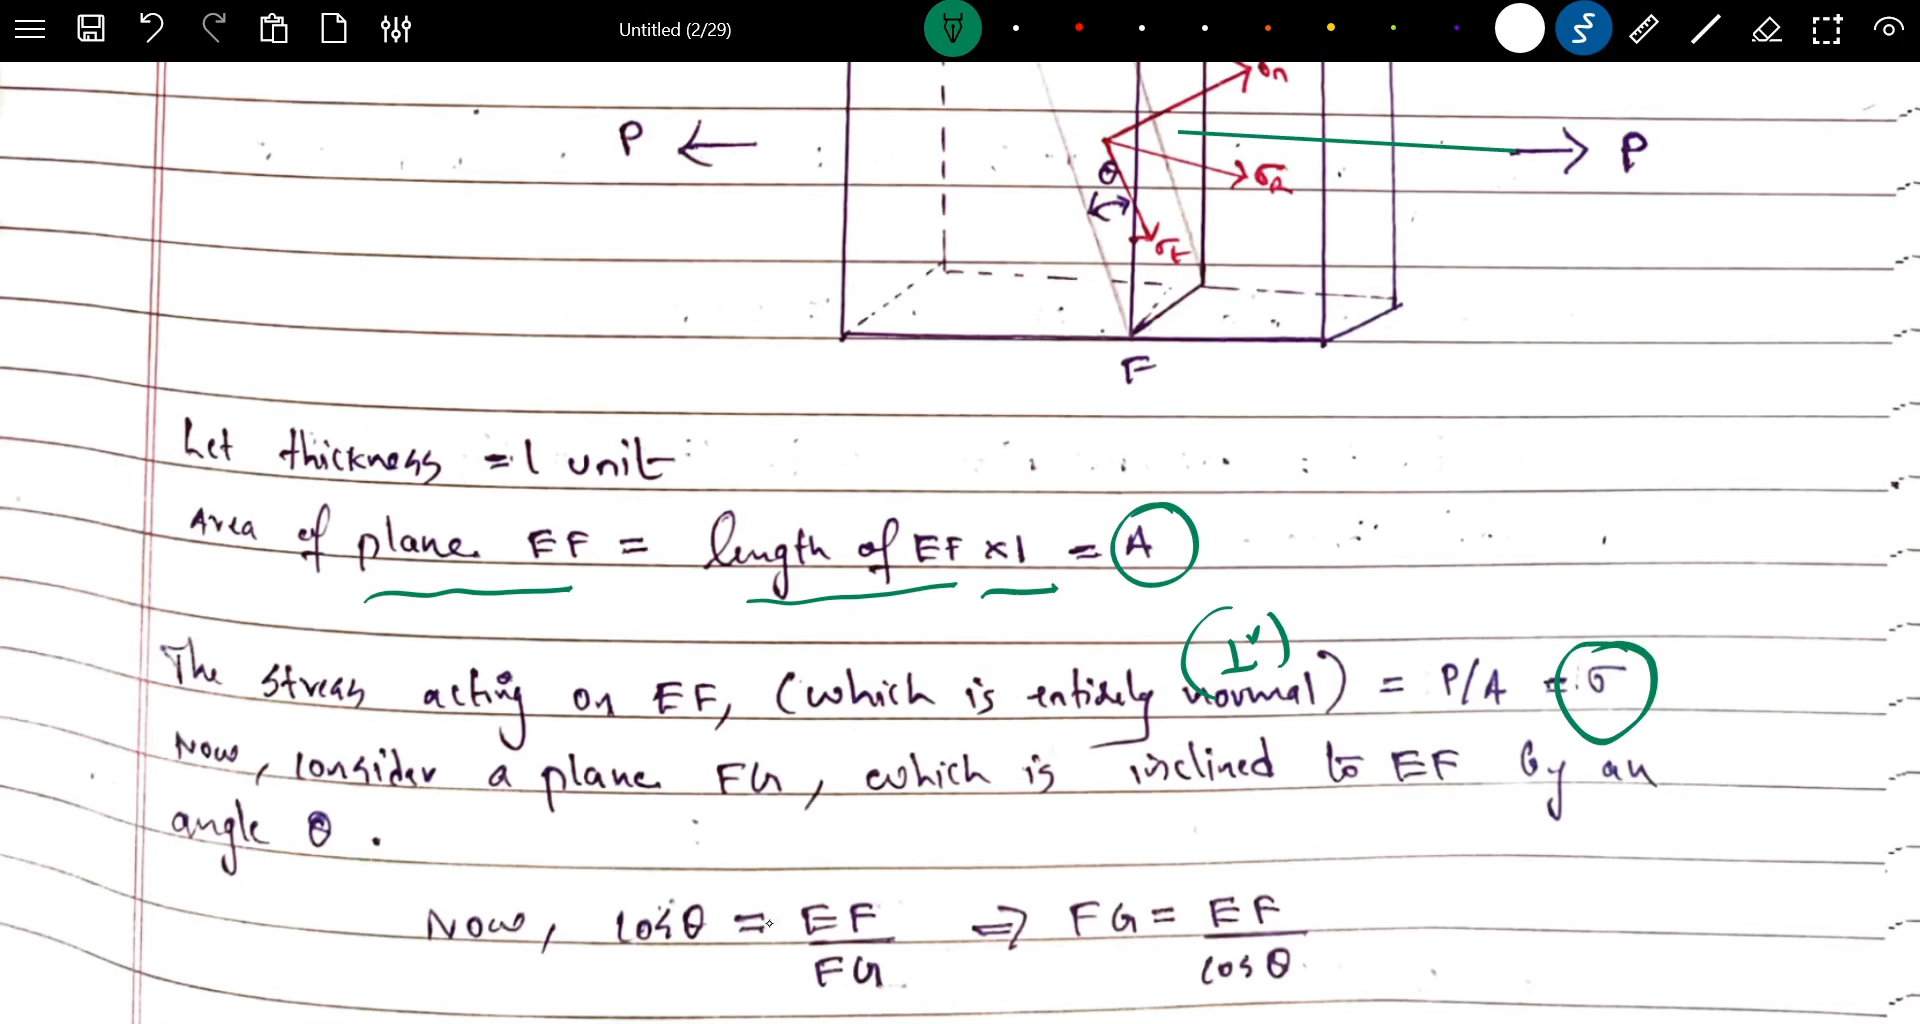 Untitled (2/29)
σn
P
P
θ
σR
σt
F
Let thickness = 1 unit
Area of plane EF = length of EF × 1 = A
(⊥r)
The stress acting on EF, (which is entirely normal) = P/A = σ
Now, consider a plane FG, which is inclined to EF by an
angle θ.
Now, cosθ = EF/FG ⇒ FG = EF/cosθ